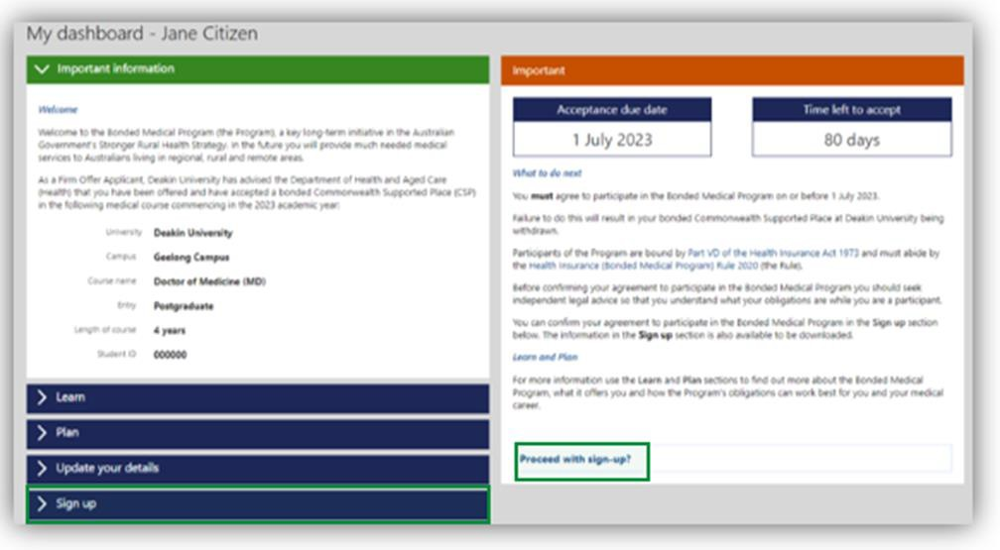 My dashboard - Jane Citizen
Important information
Welcome
Welcome to the Bonded Medical Program (the Program), a key long-term initiative in the Australian
Government's Stronger Rural Health Strategy. In the future you will provide much needed medical
services to Australians living in regional, rural and remote areas.
As a Firm Offer Applicant, Deakin University has advised the Department of Health and Aged Care
(Health) that you have been offered and have accepted a bonded Commonwealth Supported Place (CSP)
in the following medical course commencing in the 2023 academic year:
University Deakin University
Campus Geelong Campus
Course name Doctor of Medicine (MD)
Entry Postgraduate
Length of course 4 years
Student ID 000000
Learn
Plan
Update your details
Sign up
Important
Acceptance due date
1 July 2023
Time left to accept
80 days
What to do next
You must agree to participate in the Bonded Medical Program on or before 1 July 2023.
Failure to do this will result in your bonded Commonwealth Supported Place at Deakin University being
withdrawn.
Participants of the Program are bound by Part VD of the Health Insurance Act 1973 and must abide by
the Health Insurance (Bonded Medical Program) Rule 2020 (the Rule).
Before confirming your agreement to participate in the Bonded Medical Program you should seek
independent legal advice so that you understand what your obligations are while you are a participant.
You can confirm your agreement to participate in the Bonded Medical Program in the Sign up section
below. The information in the Sign up section is also available to be downloaded.
Learn and Plan
For more information use the Learn and Plan sections to find out more about the Bonded Medical
Program, what it offers you and how the Program's obligations can work best for you and your medical
career.
Proceed with sign-up?